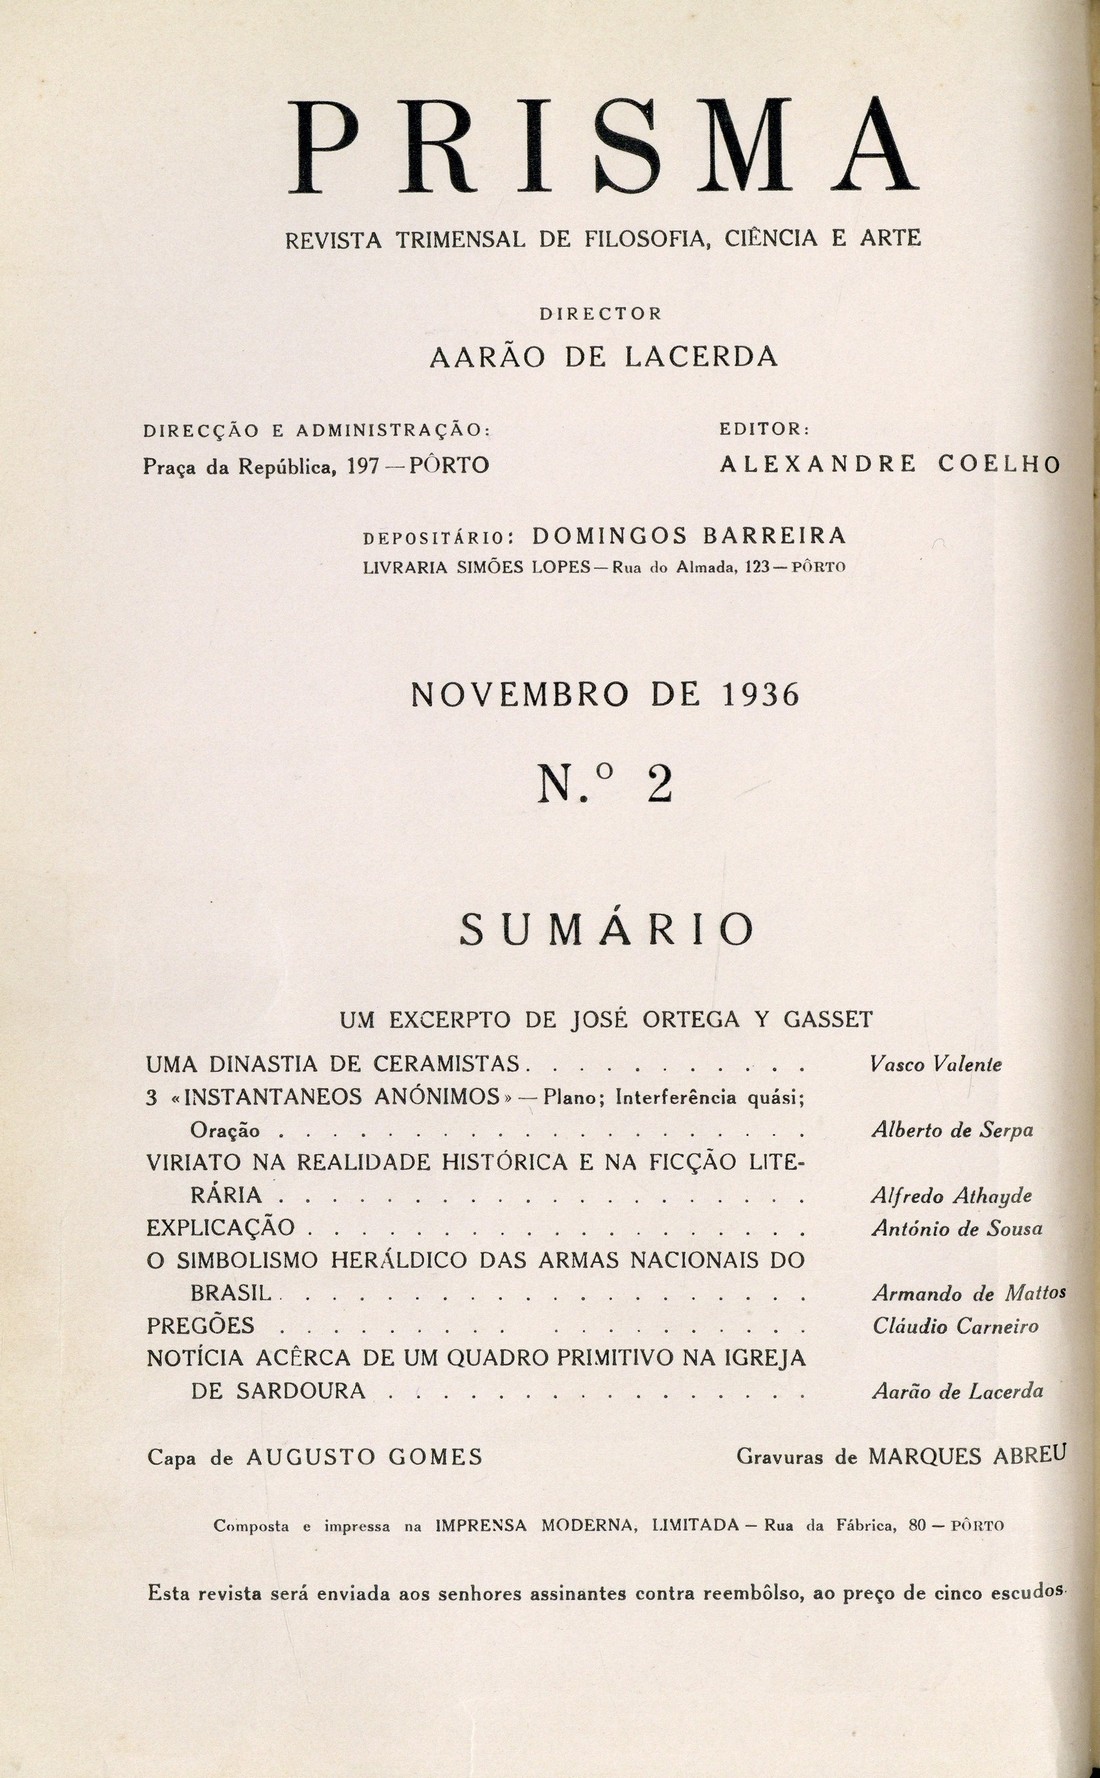 PRISMA
REVISTA TRIMENSAL DE FILOSOFIA, CIÊNCIA E ARTE
DIRECTOR
AARÃO DE LACERDA
DIRECÇÃO E ADMINISTRAÇÃO:
Praça da República, 197 — PÔRTO
EDITOR:
ALEXANDRE COELHO
DEPOSITÁRIO: DOMINGOS BARREIRA
LIVRARIA SIMÕES LOPES — Rua do Almada, 123 — PÔRTO
NOVEMBRO DE 1936
N.º 2
SUMÁRIO
UM EXCERPTO DE JOSÉ ORTEGA Y GASSET
UMA DINASTIA DE CERAMISTAS . . . . . . . . . . . Vasco Valente
3 «INSTANTANEOS ANÓNIMOS» — Plano; Interferência quási;
Oração . . . . . . . . . . . . . . . . . . . . Alberto de Serpa
VIRIATO NA REALIDADE HISTÓRICA E NA FICÇÃO LITE-
RÁRIA . . . . . . . . . . . . . . . . . . . . Alfredo Athayde
EXPLICAÇÃO . . . . . . . . . . . . . . . . . . . António de Sousa
O SIMBOLISMO HERÁLDICO DAS ARMAS NACIONAIS DO
BRASIL . . . . . . . . . . . . . . . . . . . . Armando de Mattos
PREGÕES . . . . . . . . . . . . . . . . . . . Cláudio Carneiro
NOTÍCIA ACÊRCA DE UM QUADRO PRIMITIVO NA IGREJA
DE SARDOURA . . . . . . . . . . . . . . . . Aarão de Lacerda
Capa de AUGUSTO GOMES
Gravuras de MARQUES ABREU
Composta e impressa na IMPRENSA MODERNA, LIMITADA — Rua da Fábrica, 80 — PÔRTO
Esta revista será enviada aos senhores assinantes contra reembôlso, ao preço de cinco escudos.